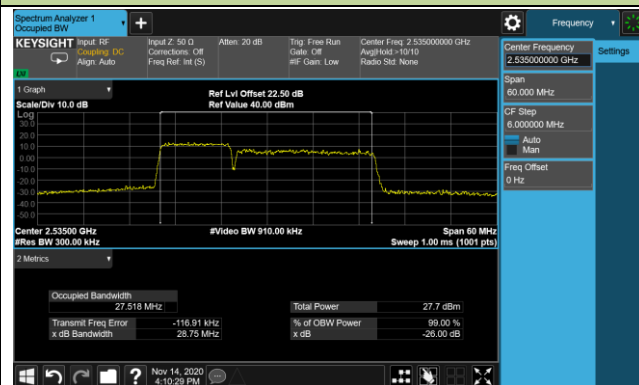 Spectrum Analyzer 1
Occupied BW
Frequency
KEYSIGHT
Input: RF
Coupling: DC
Align: Auto
Input Z: 50 Ω
Corrections: Off
Freq Ref: Int (S)
Atten: 20 dB
Trig: Free Run
Gate: Off
#IF Gain: Low
Center Freq: 2.535000000 GHz
Avg|Hold:>10/10
Radio Std: None
LXI
Center Frequency
2.535000000 GHz
Settings
Span
60.000 MHz
CF Step
6.000000 MHz
Auto
Man
Freq Offset
0 Hz
1 Graph
Scale/Div 10.0 dB
Ref Lvl Offset 22.50 dB
Ref Value 40.00 dBm
Log
30.0
20.0
10.0
0.00
-10.0
-20.0
-30.0
-40.0
-50.0
Center 2.53500 GHz
#Res BW 300.00 kHz
#Video BW 910.00 kHz
Span 60 MHz
Sweep 1.00 ms (1001 pts)
2 Metrics
Occupied Bandwidth
27.518 MHz
Total Power 27.7 dBm
Transmit Freq Error -116.91 kHz
% of OBW Power 99.00 %
x dB Bandwidth 28.75 MHz
x dB -26.00 dB
?
Nov 14, 2020
4:10:29 PM